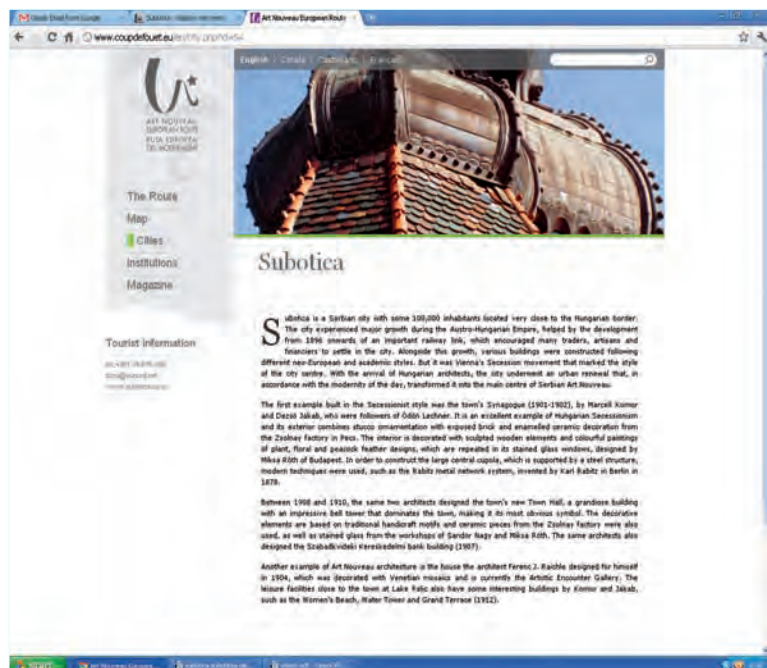 Art Nouveau European Route
www.coupdefouet.eu
English | Català | Castellano | Français
ART NOUVEAU
EUROPEAN ROUTE
RUTA EUROPEA
DEL MODERNISME
The Route
Map
Cities
Institutions
Magazine
Tourist information
Subotica
Subotica is a Serbian city with some 100,000 inhabitants located very close to the Hungarian border.
The city experienced major growth during the Austro-Hungarian Empire, helped by the development
from 1896 onwards of an important railway link, which encouraged many traders, artisans and
financiers to settle in the city. Alongside this growth, various buildings were constructed following
different neo-European and academic styles. But it was Vienna's Secession movement that marked the style
of the city centre. With the arrival of Hungarian architects, the city underwent an urban renewal that, in
accordance with the modernity of the day, transformed it into the main centre of Serbian Art Nouveau.
The first example built in the Secessionist style was the town's Synagogue (1901-1902), by Marcell Komor
and Dezső Jakab, who were followers of Ödön Lechner. It is an excellent example of Hungarian Secessionism
and its exterior combines stucco ornamentation with exposed brick and enamelled ceramic decoration from
the Zsolnay factory in Pecs. The interior is decorated with sculpted wooden elements and colourful paintings
of plant, floral and peacock feather designs, which are repeated in its stained glass windows, designed by
Miksa Róth of Budapest. In order to construct the large central cupola, which is supported by a steel structure,
modern techniques were used, such as the Rabitz metal network system, invented by Karl Rabitz in Berlin in
1878.
Between 1908 and 1910, the same two architects designed the town's new Town Hall, a grandiose building
with an impressive bell tower that dominates the town, making it its most obvious symbol. The decorative
elements are based on traditional handicraft motifs and ceramic pieces from the Zsolnay factory were also
used, as well as stained glass from the workshops of Sandor Nagy and Miksa Róth. The same architects also
designed the Szabadkvideki Kereskedelmi bank building (1907).
Another example of Art Nouveau architecture is the house the architect Ferenc J. Raichle designed for himself
in 1904, which was decorated with Venetian mosaics and is currently the Artistic Encounter Gallery. The
leisure facilities close to the town at Lake Palic also have some interesting buildings by Komor and Jakab,
such as the Women's Beach, Water Tower and Grand Terrace (1912).